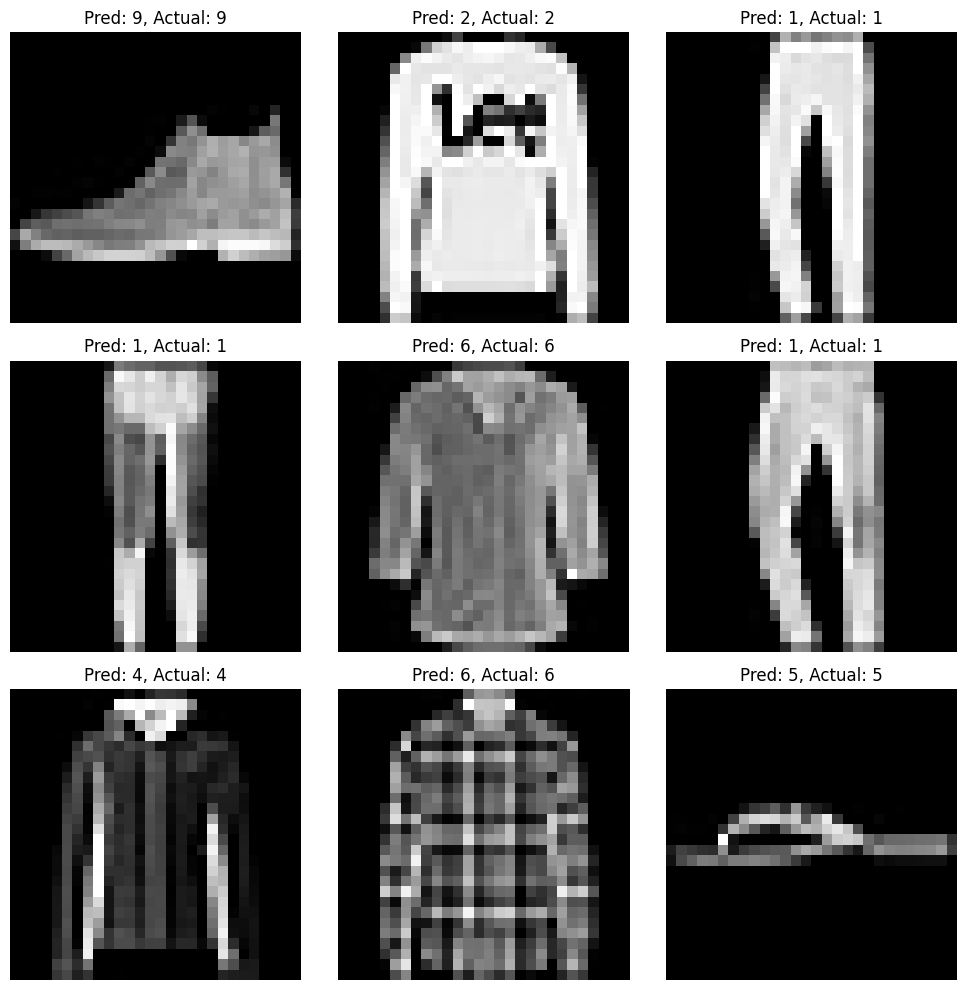 Pred: 9, Actual: 9
Pred: 2, Actual: 2
Pred: 1, Actual: 1
Pred: 1, Actual: 1
Pred: 6, Actual: 6
Pred: 1, Actual: 1
Pred: 4, Actual: 4
Pred: 6, Actual: 6
Pred: 5, Actual: 5